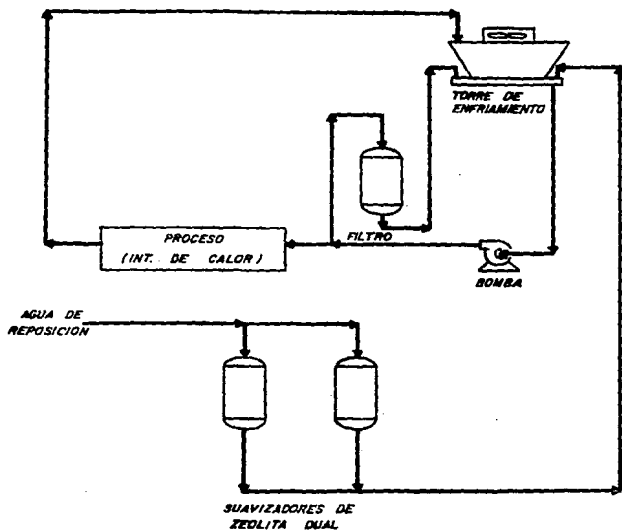 TORRE DE
ENFRIAMIENTO
FILTRO
PROCESO
(INT. DE CALOR)
BOMBA
AGUA DE
REPOSICION
SUAVIZADORES DE
ZEOLITA DUAL